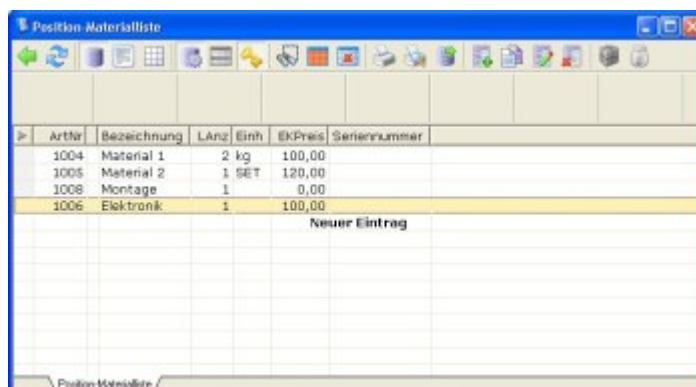 Position Materialliste
ArtNr Bezeichnung LAnz Einh EKPreis Seriennummer
1004 Material 1 2 kg 100,00
1005 Material 2 1 SET 120,00
1008 Montage 1 0,00
1006 Elektronik 1 100,00
Neuer Eintrag
Position Materialliste